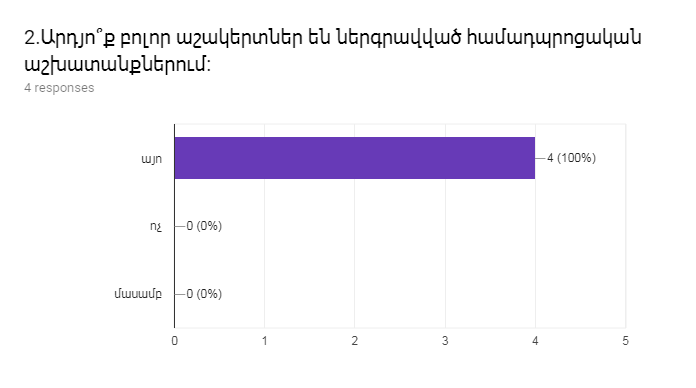 2.Արդյո՞ք բոլոր աշակերտներ են ներգրավված համադպրոցական
աշխատանքներում:
4 responses
այո
4 (100%)
ոչ
0 (0%)
մասամբ
0 (0%)
0 1 2 3 4 5